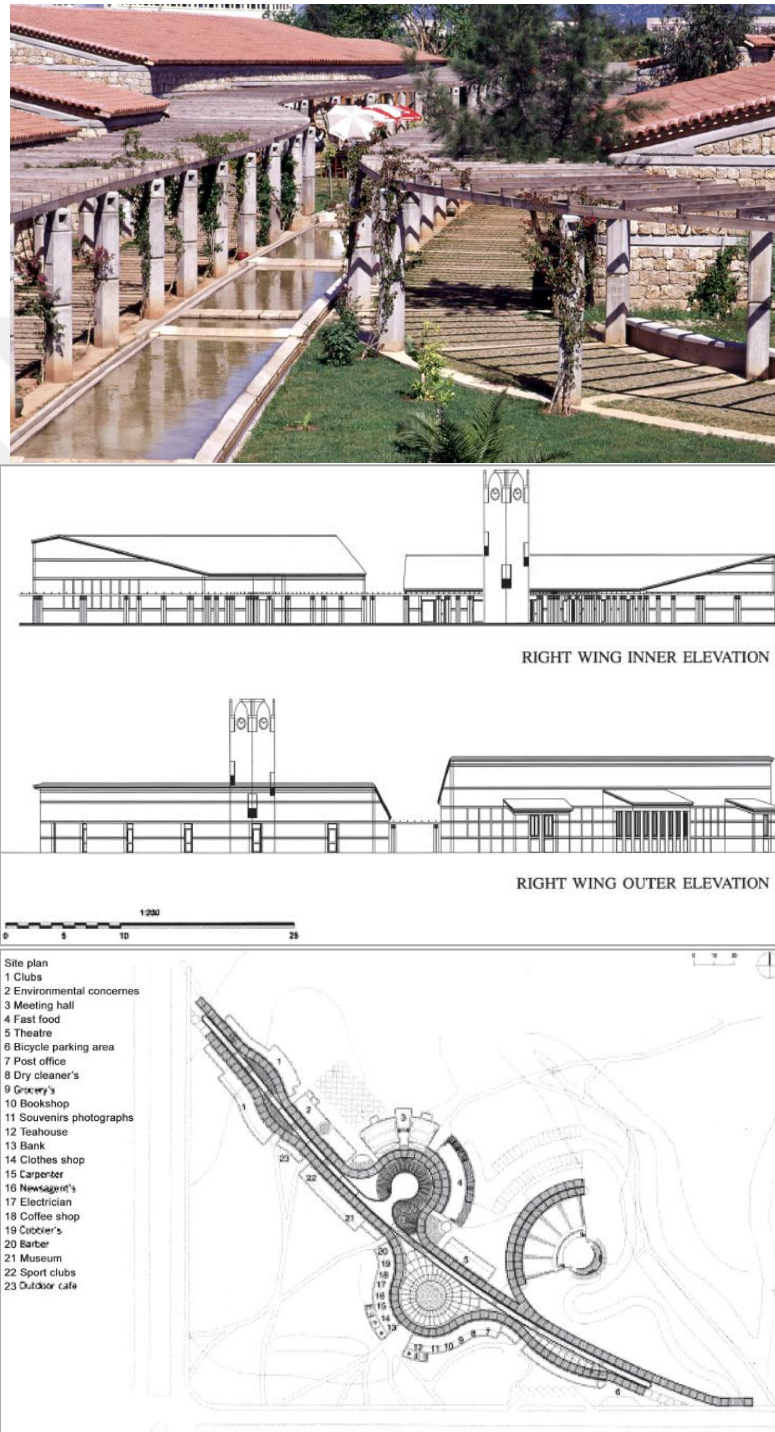 RIGHT WING INNER ELEVATION
RIGHT WING OUTER ELEVATION
1:200
0 5 10 25
Site plan
1 Clubs
2 Environmental concernes
3 Meeting hall
4 Fast food
5 Theatre
6 Bicycle parking area
7 Post office
8 Dry cleaner's
9 Grocery's
10 Bookshop
11 Souvenirs photographs
12 Teahouse
13 Bank
14 Clothes shop
15 Carpenter
16 Newsagent's
17 Electrician
18 Coffee shop
19 Cobbler's
20 Barber
21 Museum
22 Sport clubs
23 Outdoor cafe
0 10 20
1
2
3
1
23
4
22
21
5
20
19
18
17
16
15
14
13
12 11 10 9 8 7
6